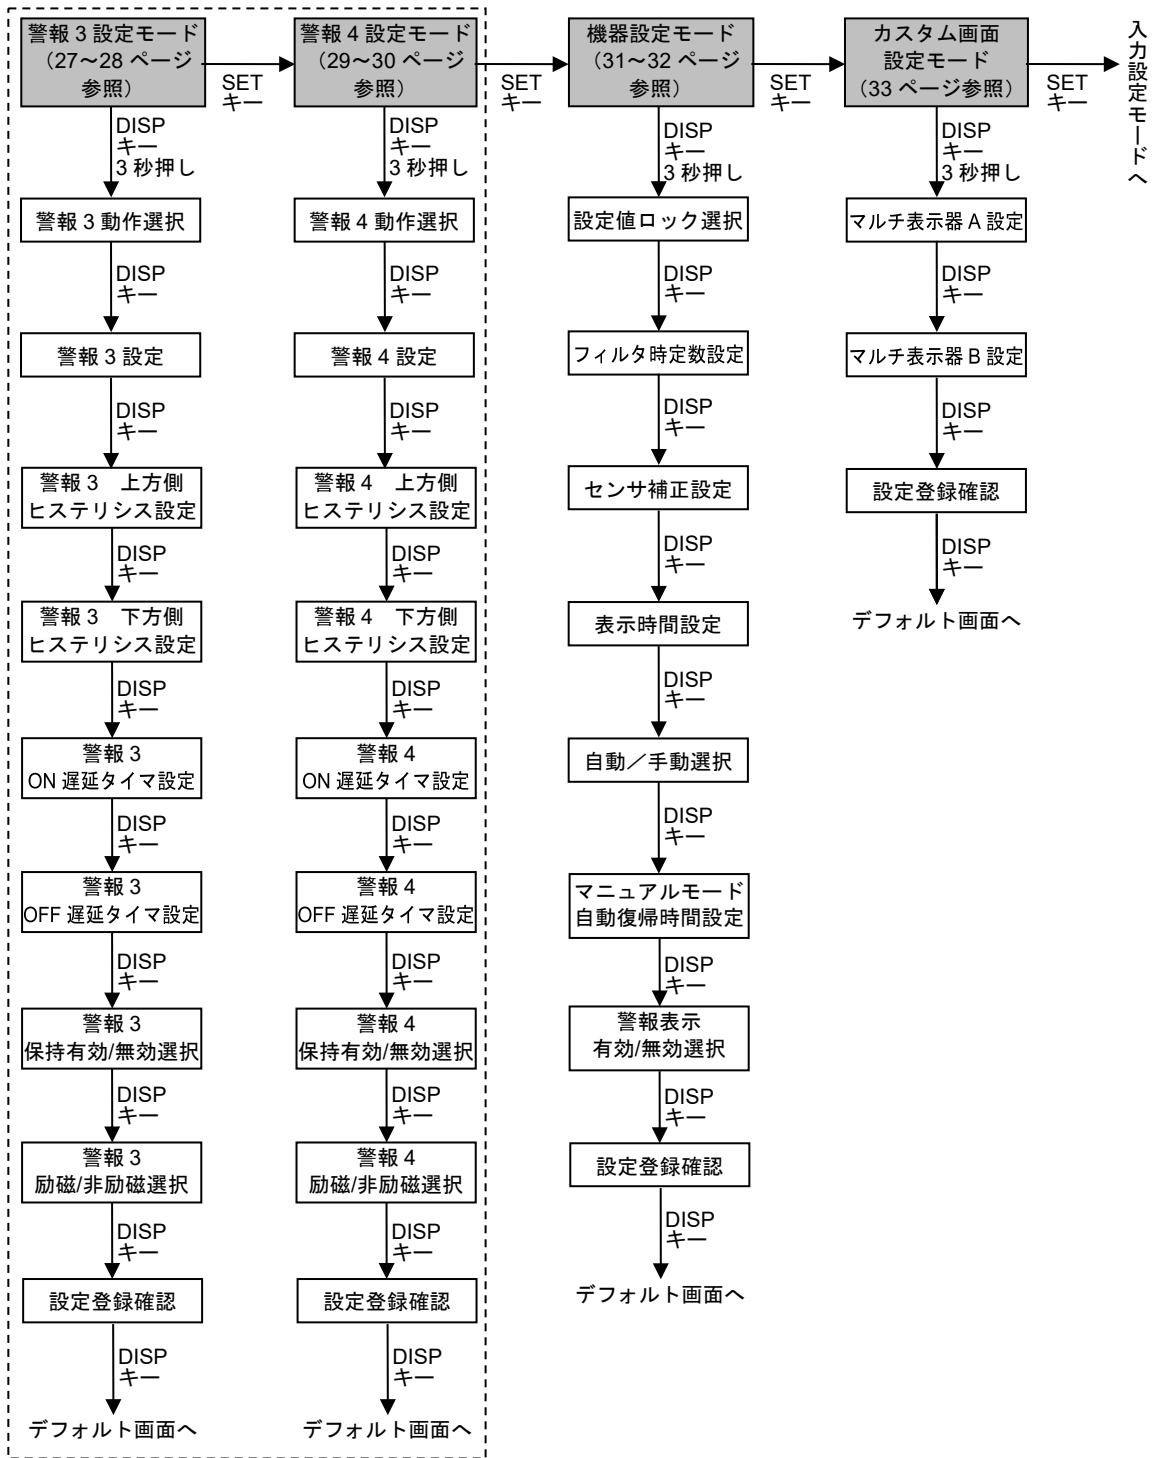 警報 3 設定モード
（27～28 ページ
参照）
SET
キー
警報 4 設定モード
（29～30 ページ
参照）
SET
キー
機器設定モード
（31～32 ページ
参照）
SET
キー
カスタム画面
設定モード
（33 ページ参照）
SET
キー
入力設定モードへ
DISP
キー
3 秒押し
警報 3 動作選択
DISP
キー
警報 3 設定
DISP
キー
警報 3　上方側
ヒステリシス設定
DISP
キー
警報 3　下方側
ヒステリシス設定
DISP
キー
警報 3
ON 遅延タイマ設定
DISP
キー
警報 3
OFF 遅延タイマ設定
DISP
キー
警報 3
保持有効/無効選択
DISP
キー
警報 3
励磁/非励磁選択
DISP
キー
設定登録確認
DISP
キー
デフォルト画面へ
DISP
キー
3 秒押し
警報 4 動作選択
DISP
キー
警報 4 設定
DISP
キー
警報 4　上方側
ヒステリシス設定
DISP
キー
警報 4　下方側
ヒステリシス設定
DISP
キー
警報 4
ON 遅延タイマ設定
DISP
キー
警報 4
OFF 遅延タイマ設定
DISP
キー
警報 4
保持有効/無効選択
DISP
キー
警報 4
励磁/非励磁選択
DISP
キー
設定登録確認
DISP
キー
デフォルト画面へ
DISP
キー
3 秒押し
設定値ロック選択
DISP
キー
フィルタ時定数設定
DISP
キー
センサ補正設定
DISP
キー
表示時間設定
DISP
キー
自動／手動選択
DISP
キー
マニュアルモード
自動復帰時間設定
DISP
キー
警報表示
有効/無効選択
DISP
キー
設定登録確認
DISP
キー
デフォルト画面へ
DISP
キー
3 秒押し
マルチ表示器 A 設定
DISP
キー
マルチ表示器 B 設定
DISP
キー
設定登録確認
DISP
キー
デフォルト画面へ